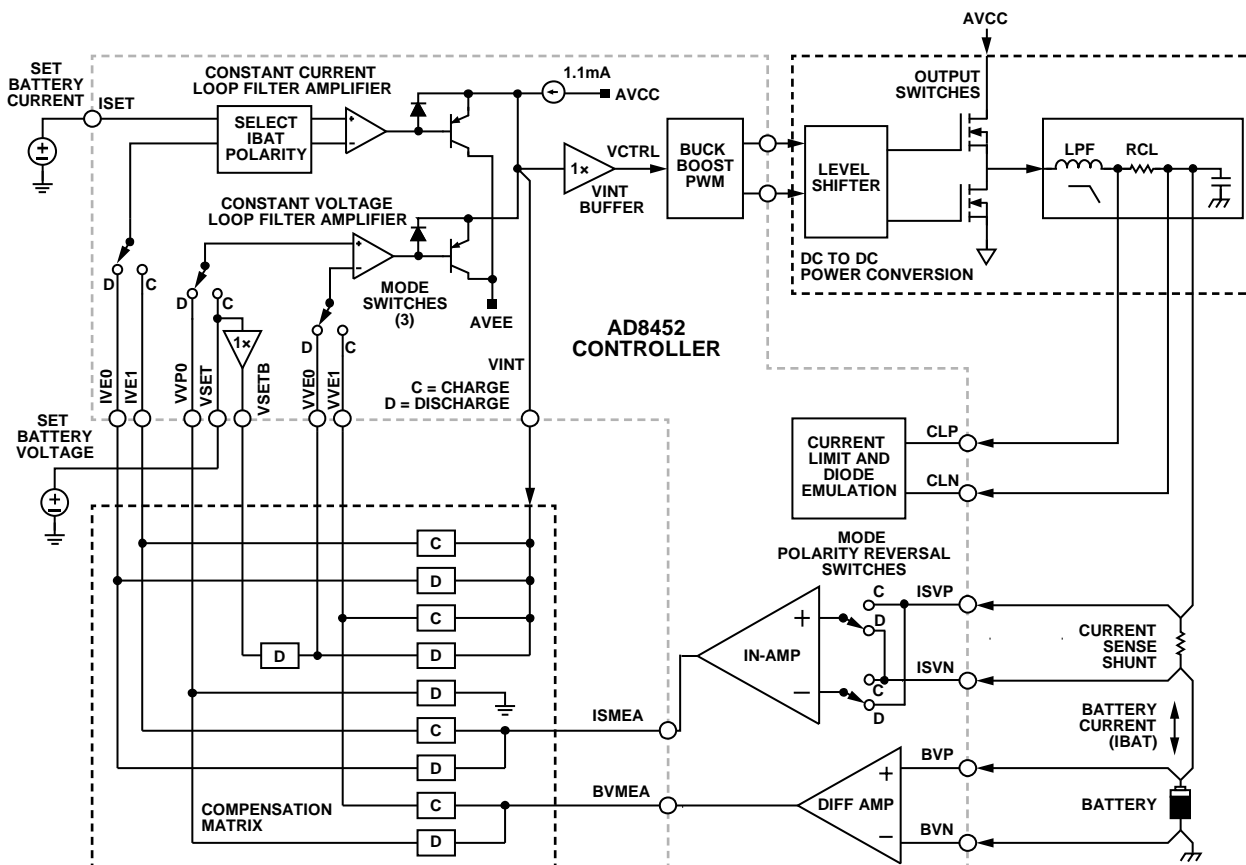 AVCC
SET
BATTERY
CURRENT
ISET
CONSTANT CURRENT
LOOP FILTER AMPLIFIER
1.1mA
AVCC
OUTPUT
SWITCHES
SELECT
IBAT
POLARITY
+
–
1×
VCTRL
VINT
BUFFER
BUCK
BOOST
PWM
LEVEL
SHIFTER
LPF
RCL
CONSTANT VOLTAGE
LOOP FILTER AMPLIFIER
+
–
D
C
D
C
MODE
SWITCHES
(3)
AVEE
DC TO DC
POWER CONVERSION
1×
D
C
AD8452
CONTROLLER
IVE0
IVE1
VVP0
VSET
VSETB
VVE0
VVE1
VINT
C = CHARGE
D = DISCHARGE
SET
BATTERY
VOLTAGE
CURRENT
LIMIT AND
DIODE
EMULATION
CLP
CLN
C
D
C
D
D
D
C
D
C
D
COMPENSATION
MATRIX
MODE
POLARITY REVERSAL
SWITCHES
C
D
C
D
+
–
IN-AMP
ISVP
ISVN
CURRENT
SENSE
SHUNT
ISMEA
BATTERY
CURRENT
(IBAT)
BVP
BVN
+
–
DIFF AMP
BVMEA
BATTERY